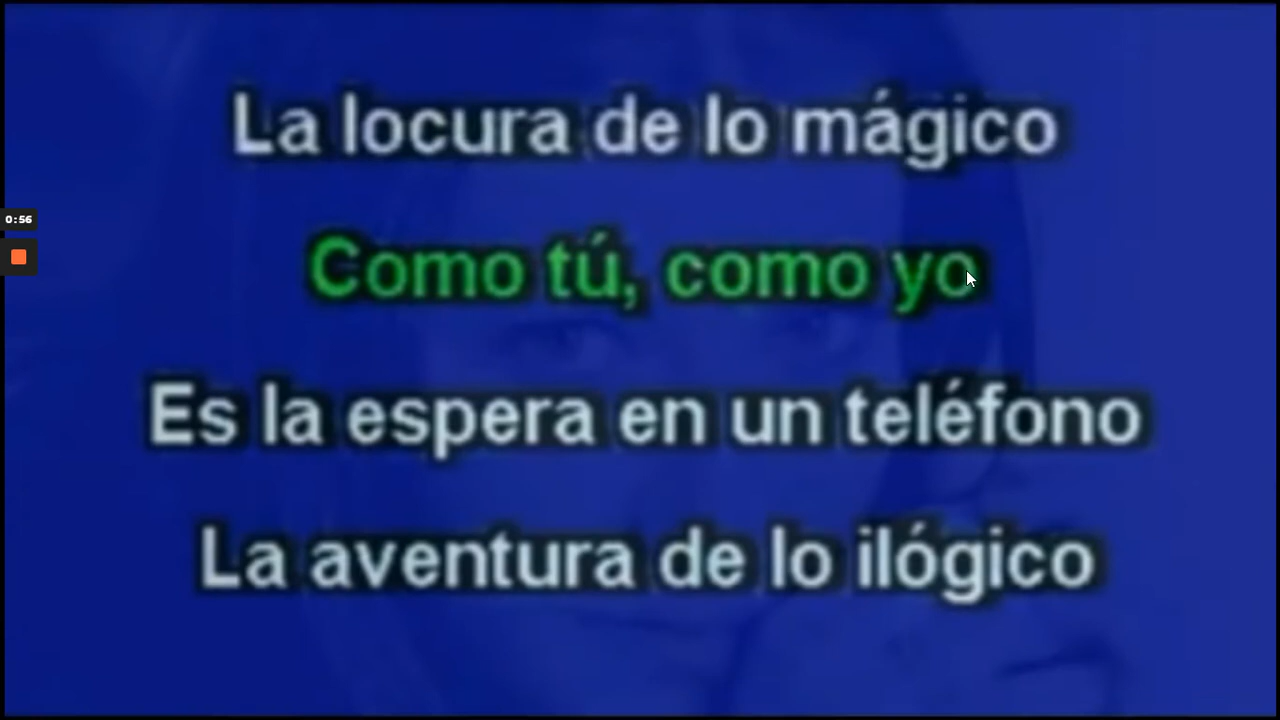 La locura de lo mágico
0:56
Como tú, como yo
Es la espera en un teléfono
La aventura de lo ilógico